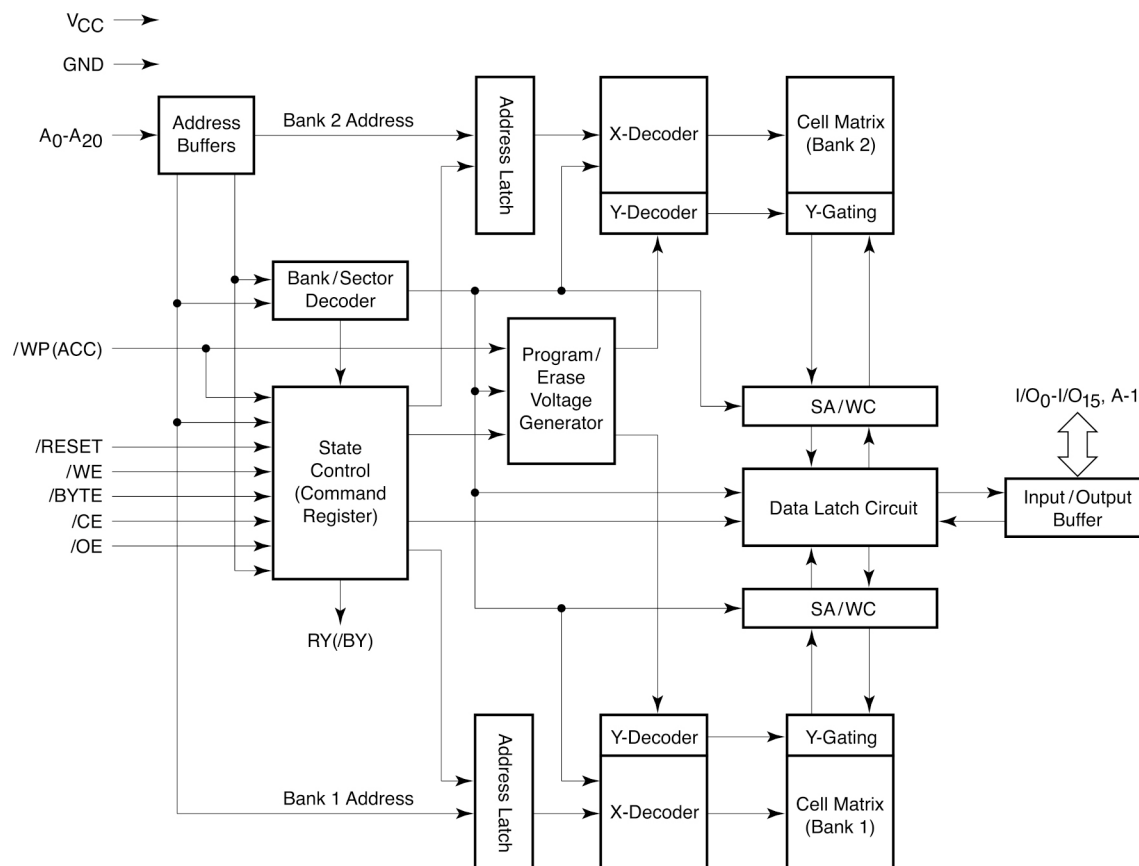 VCC
GND
A0-A20
Address
Buffers
Bank 2 Address
Address Latch
X-Decoder
Y-Decoder
Cell Matrix
(Bank 2)
Y-Gating
Bank/Sector
Decoder
/WP(ACC)
Program/
Erase
Voltage
Generator
SA/WC
I/O0-I/O15, A-1
/RESET
/WE
/BYTE
/CE
/OE
State
Control
(Command
Register)
Data Latch Circuit
Input/Output
Buffer
SA/WC
RY(/BY)
Bank 1 Address
Address Latch
Y-Decoder
X-Decoder
Y-Gating
Cell Matrix
(Bank 1)